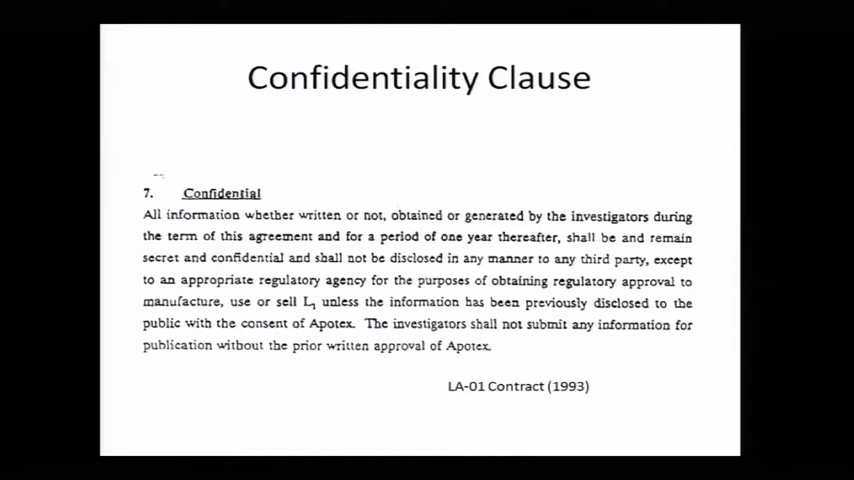 Confidentiality Clause
7. Confidential
All information whether written or not, obtained or generated by the investigators during
the term of this agreement and for a period of one year thereafter, shall be and remain
secret and confidential and shall not be disclosed in any manner to any third party, except
to an appropriate regulatory agency for the purposes of obtaining regulatory approval to
manufacture, use or sell L₁ unless the information has been previously disclosed to the
public with the consent of Apotex. The investigators shall not submit any information for
publication without the prior written approval of Apotex.
LA-01 Contract (1993)